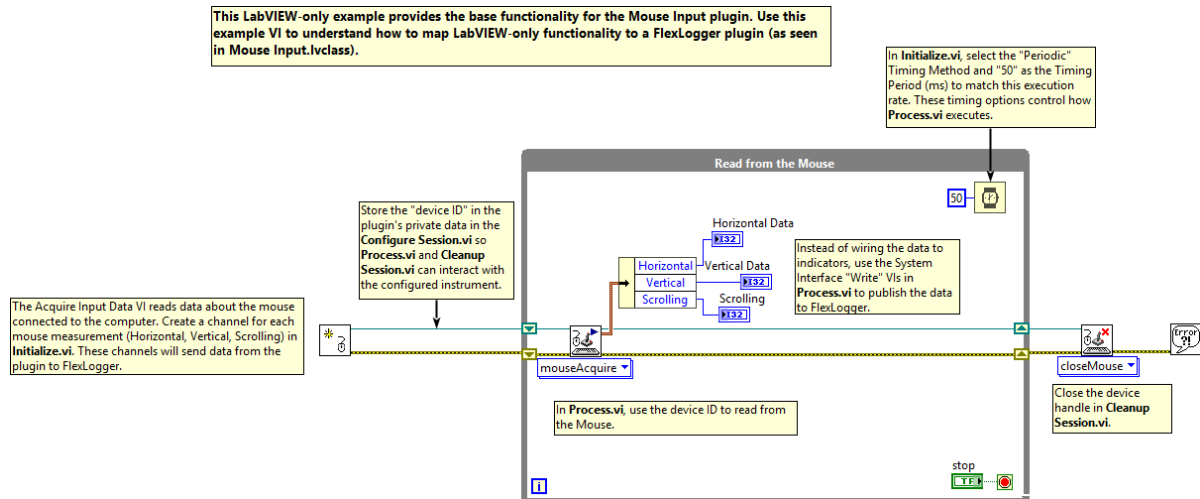 This LabVIEW-only example provides the base functionality for the Mouse Input plugin. Use this
example VI to understand how to map LabVIEW-only functionality to a FlexLogger plugin (as seen
in Mouse Input.lvclass).
In Initialize.vi, select the "Periodic"
Timing Method and "50" as the Timing
Period (ms) to match this execution
rate. These timing options control how
Process.vi executes.
Read from the Mouse
50
Store the "device ID" in the
plugin's private data in the
Configure Session.vi so
Process.vi and Cleanup
Session.vi can interact with
the configured instrument.
Horizontal Data
I32
Horizontal
Vertical Data
Vertical
I32
Scrolling
Scrolling
I32
Instead of wiring the data to
indicators, use the System
Interface "Write" VIs in
Process.vi to publish the data
to FlexLogger.
The Acquire Input Data VI reads data about the mouse
connected to the computer. Create a channel for each
mouse measurement (Horizontal, Vertical, Scrolling) in
Initialize.vi. These channels will send data from the
plugin to FlexLogger.
mouseAcquire
closeMouse
Error
?!
In Process.vi, use the device ID to read from
the Mouse.
Close the device
handle in Cleanup
Session.vi.
stop
TF
i